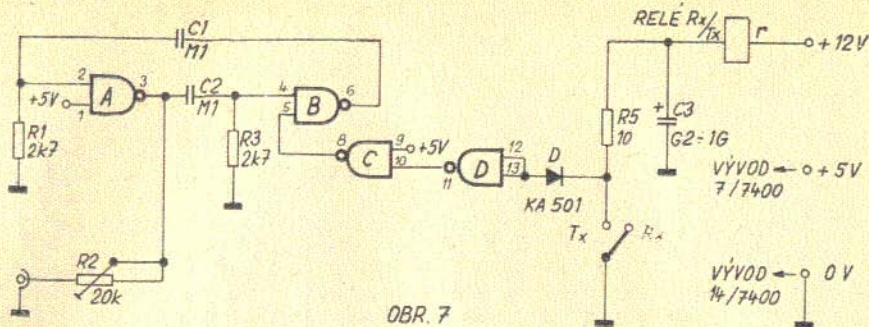 C1
M1
RELÉ Rx/Tx
r
+12V
2
3
A
+5V
1
C2
M1
4
5
B
6
R1
2k7
R3
2k7
8
C
9
+5V
10
11
D
12
13
D
KA 501
R5
10
+
C3
G2÷1G
VÝVOD
7/7400
+5V
Tx
Rx
R2
20k
VÝVOD
14/7400
0V
OBR. 7